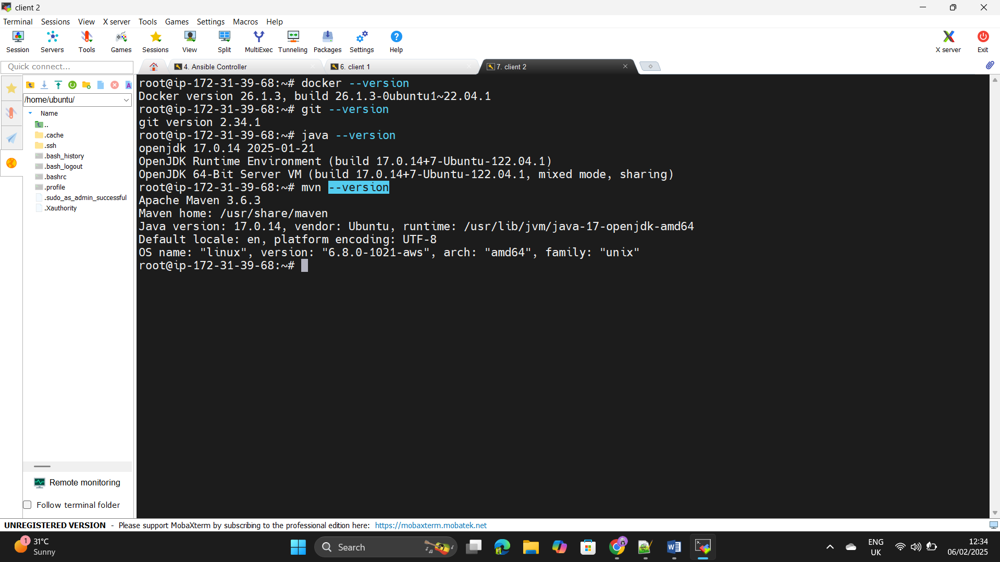 client 2
Terminal Sessions View X server Tools Games Settings Macros Help
Session Servers Tools Games Sessions View Split MultiExec Tunneling Packages Settings Help X server Exit
Quick connect...
4. Ansible Controller
6. client 1
7. client 2
/home/ubuntu/
Name
..
.cache
.ssh
.bash_history
.bash_logout
.bashrc
.profile
.sudo_as_admin_successful
.Xauthority
Remote monitoring
Follow terminal folder
root@ip-172-31-39-68:~# docker --version
Docker version 26.1.3, build 26.1.3-0ubuntu1~22.04.1
root@ip-172-31-39-68:~# git --version
git version 2.34.1
root@ip-172-31-39-68:~# java --version
openjdk 17.0.14 2025-01-21
OpenJDK Runtime Environment (build 17.0.14+7-Ubuntu-122.04.1)
OpenJDK 64-Bit Server VM (build 17.0.14+7-Ubuntu-122.04.1, mixed mode, sharing)
root@ip-172-31-39-68:~# mvn --version
Apache Maven 3.6.3
Maven home: /usr/share/maven
Java version: 17.0.14, vendor: Ubuntu, runtime: /usr/lib/jvm/java-17-openjdk-amd64
Default locale: en, platform encoding: UTF-8
OS name: "linux", version: "6.8.0-1021-aws", arch: "amd64", family: "unix"
root@ip-172-31-39-68:~#
UNREGISTERED VERSION - Please support MobaXterm by subscribing to the professional edition here: https://mobaxterm.mobatek.net
1
31°C
Sunny
Search
ENG
UK
12:34
06/02/2025